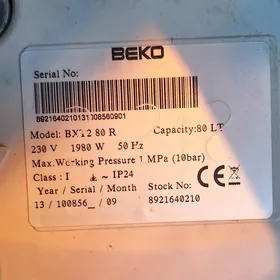 BEKO
Serial No:
8921640210131008560901
Model: BXT2 80 R Capacity:80 LT
230 V 1980 W 50 Hz
Max.Working Pressure 1 MPa (10bar)
Class : I ~ IP24
Year / Serial / Month Stock No:
13 / 100856_ / 09 8921640210
CE